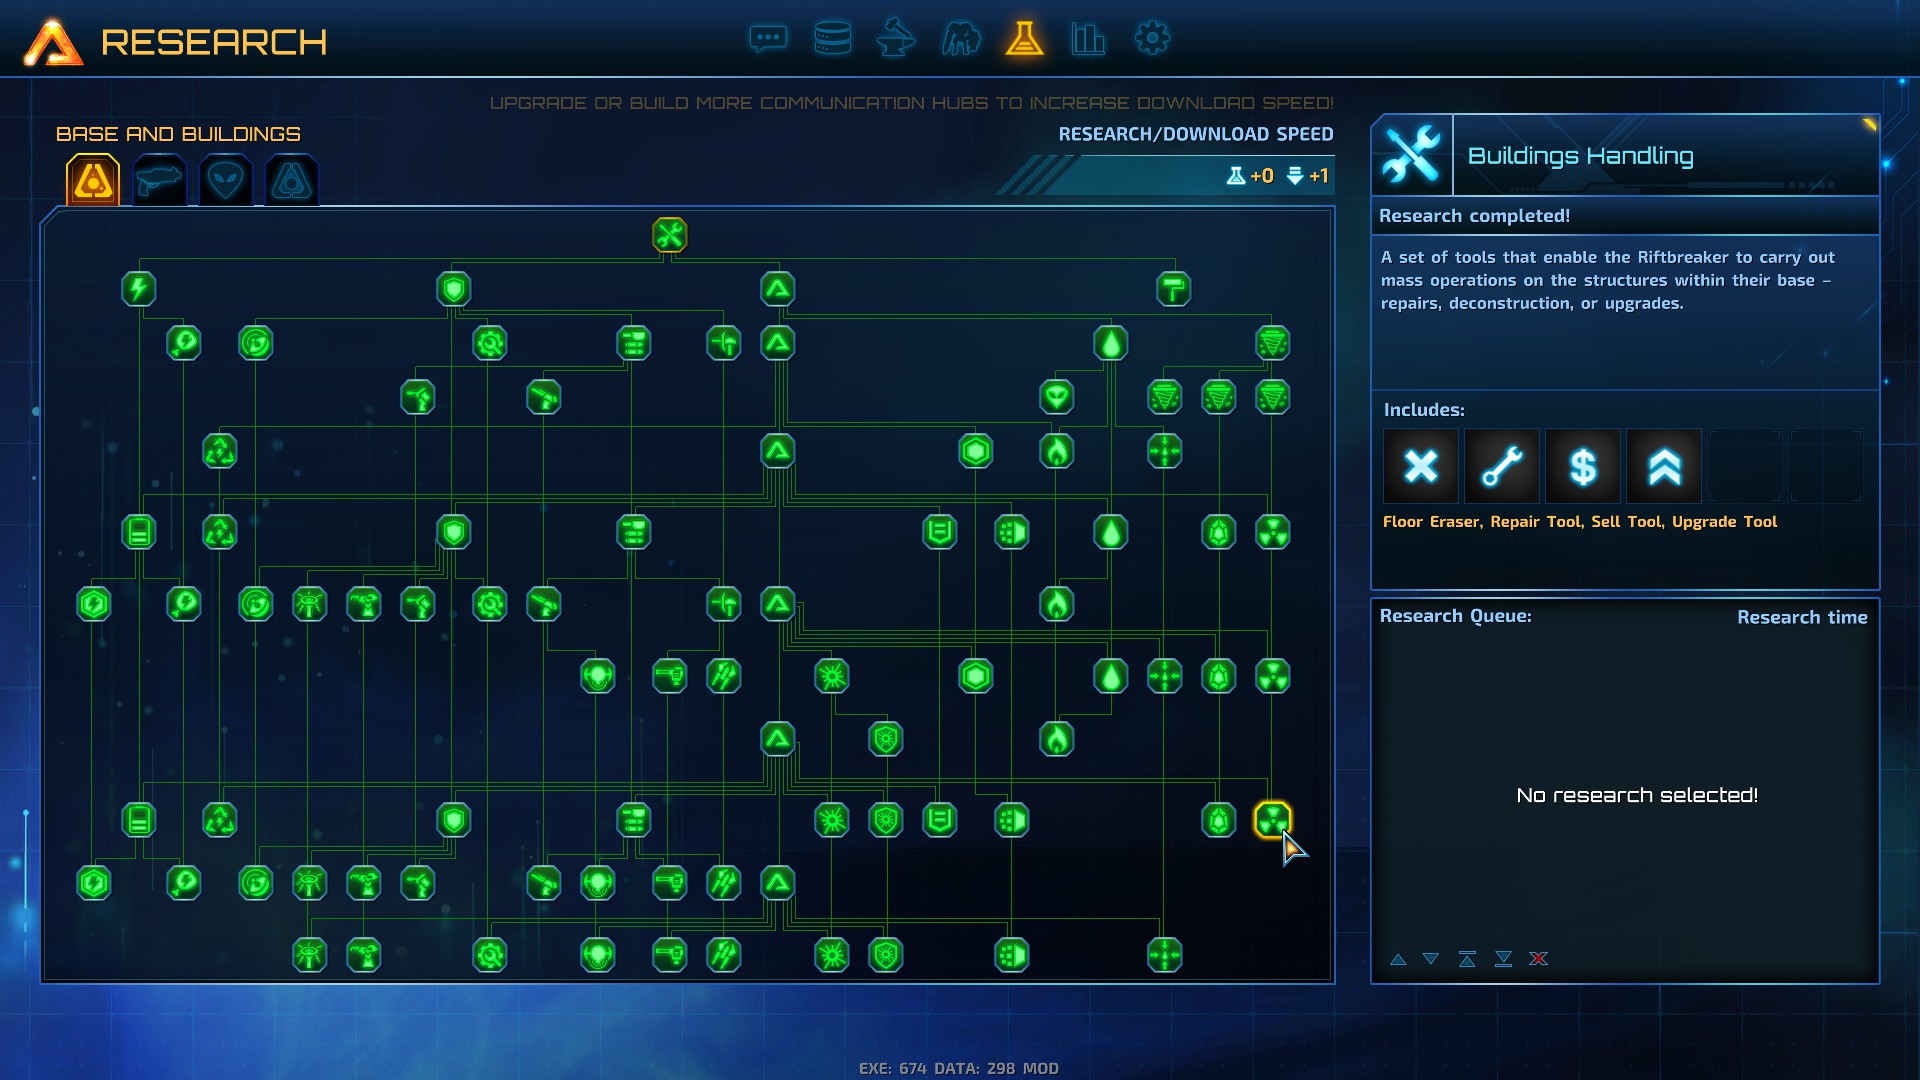 RESEARCH
UPGRADE OR BUILD MORE COMMUNICATION HUBS TO INCREASE DOWNLOAD SPEED!
BASE AND BUILDINGS
RESEARCH/DOWNLOAD SPEED
+0 +1
Buildings Handling
Research completed!
A set of tools that enable the Riftbreaker to carry out
mass operations on the structures within their base –
repairs, deconstruction, or upgrades.
Includes:
$
Floor Eraser, Repair Tool, Sell Tool, Upgrade Tool
Research Queue: Research time
No research selected!
EXE: 674 DATA: 298 MOD